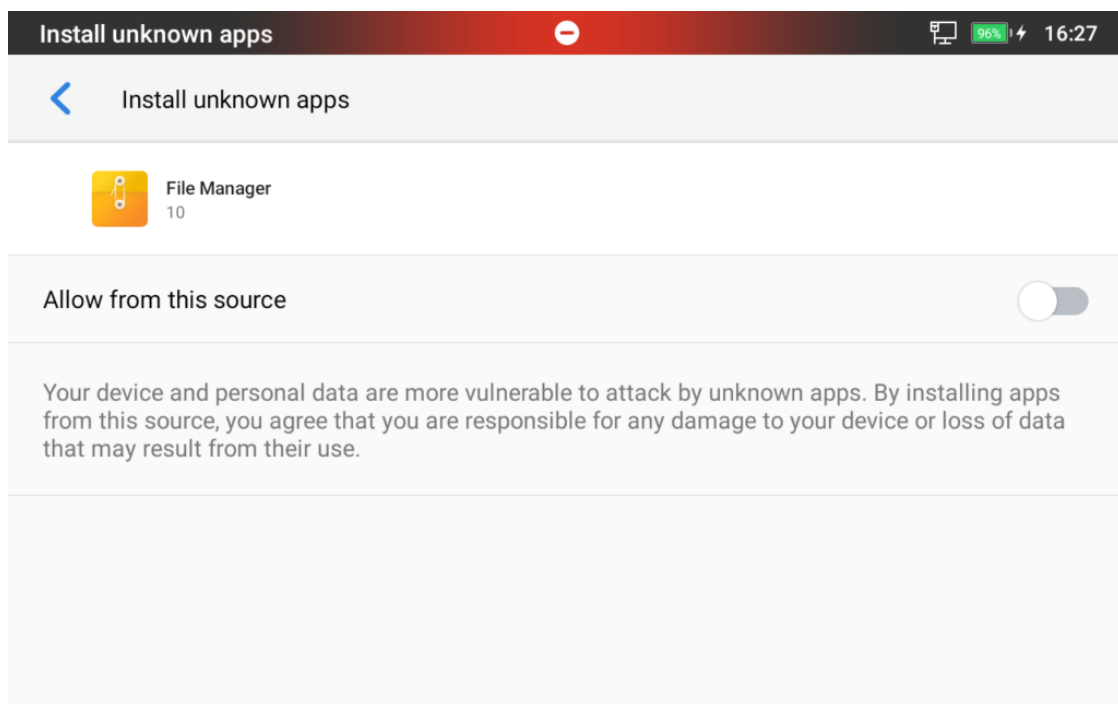 Install unknown apps
96%
16:27
Install unknown apps
File Manager
10
Allow from this source
Your device and personal data are more vulnerable to attack by unknown apps. By installing apps
from this source, you agree that you are responsible for any damage to your device or loss of data
that may result from their use.